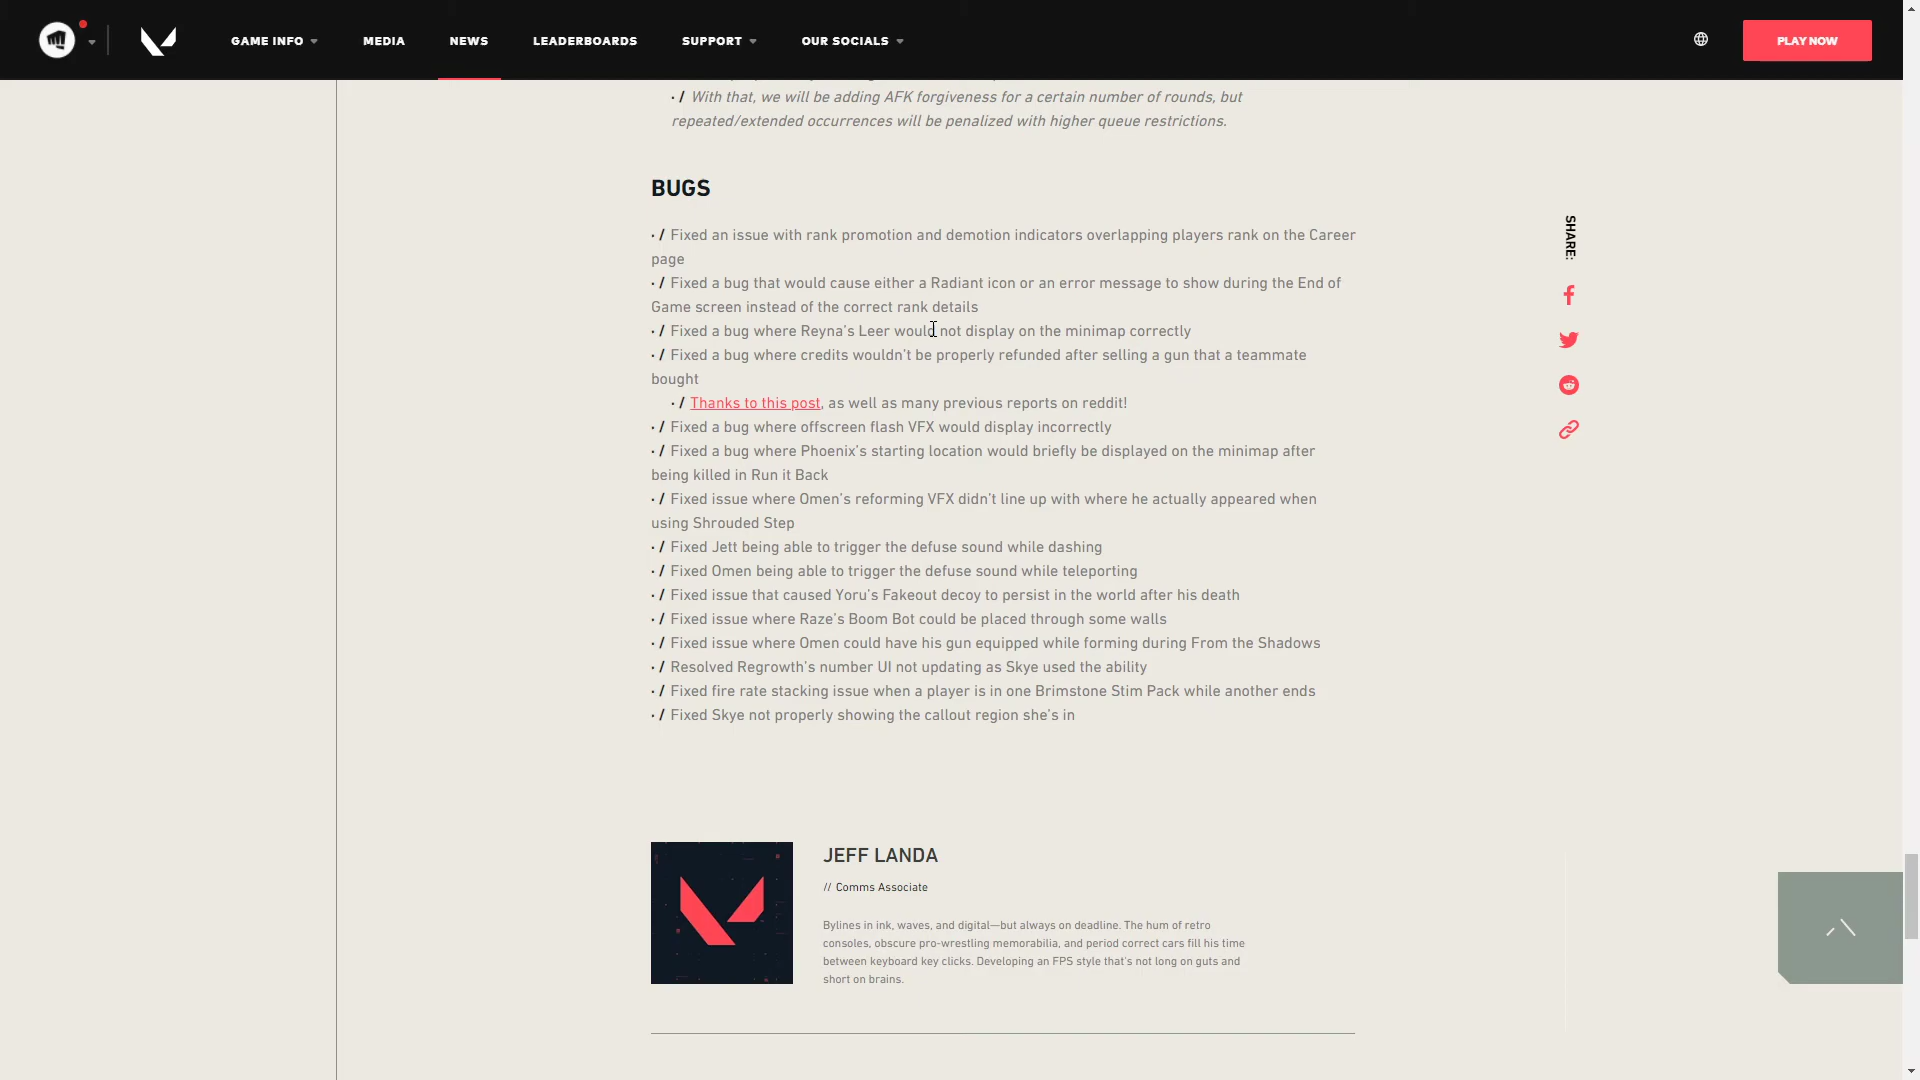 GAME INFO MEDIA NEWS LEADERBOARDS SUPPORT OUR SOCIALS PLAY NOW
· / With that, we will be adding AFK forgiveness for a certain number of rounds, but
repeated/extended occurrences will be penalized with higher queue restrictions.
BUGS
· / Fixed an issue with rank promotion and demotion indicators overlapping players rank on the Career
page
· / Fixed a bug that would cause either a Radiant icon or an error message to show during the End of
Game screen instead of the correct rank details
· / Fixed a bug where Reyna's Leer would not display on the minimap correctly
· / Fixed a bug where credits wouldn't be properly refunded after selling a gun that a teammate
bought
· / Thanks to this post, as well as many previous reports on reddit!
· / Fixed a bug where offscreen flash VFX would display incorrectly
· / Fixed a bug where Phoenix's starting location would briefly be displayed on the minimap after
being killed in Run it Back
· / Fixed issue where Omen's reforming VFX didn't line up with where he actually appeared when
using Shrouded Step
· / Fixed Jett being able to trigger the defuse sound while dashing
· / Fixed Omen being able to trigger the defuse sound while teleporting
· / Fixed issue that caused Yoru's Fakeout decoy to persist in the world after his death
· / Fixed issue where Raze's Boom Bot could be placed through some walls
· / Fixed issue where Omen could have his gun equipped while forming during From the Shadows
· / Resolved Regrowth's number UI not updating as Skye used the ability
· / Fixed fire rate stacking issue when a player is in one Brimstone Stim Pack while another ends
· / Fixed Skye not properly showing the callout region she's in
SHARE:
JEFF LANDA
// Comms Associate
Bylines in ink, waves, and digital—but always on deadline. The hum of retro
consoles, obscure pro-wrestling memorabilia, and period correct cars fill his time
between keyboard key clicks. Developing an FPS style that's not long on guts and
short on brains.